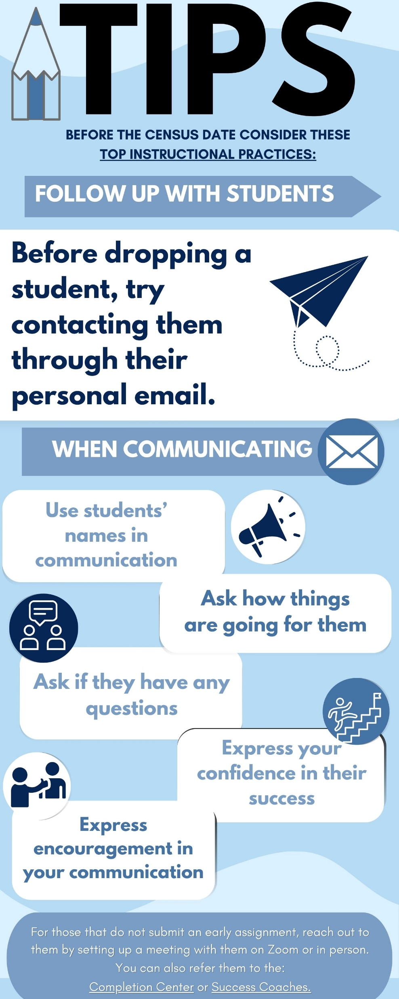 TIPS
BEFORE THE CENSUS DATE CONSIDER THESE
TOP INSTRUCTIONAL PRACTICES:
FOLLOW UP WITH STUDENTS
Before dropping a
student, try
contacting them
through their
personal email.
WHEN COMMUNICATING
Use students’
names in
communication
Ask how things
are going for them
Ask if they have any
questions
Express your
confidence in their
success
Express
encouragement in
your communication
For those that do not submit an early assignment, reach out to
them by setting up a meeting with them on Zoom or in person.
You can also refer them to the:
Completion Center or Success Coaches.